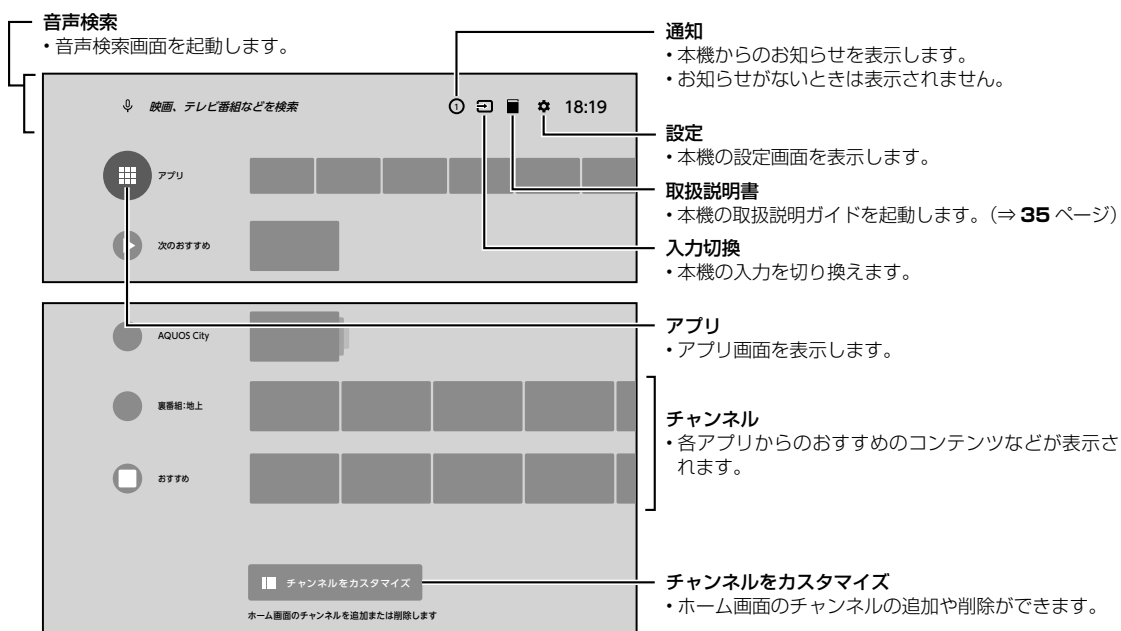 音声検索
・音声検索画面を起動します。
映画、テレビ番組などを検索
1
18:19
アプリ
次のおすすめ
AQUOS City
裏番組:地上
おすすめ
チャンネルをカスタマイズ
ホーム画面のチャンネルを追加または削除します
通知
・本機からのお知らせを表示します。
・お知らせがないときは表示されません。
設定
・本機の設定画面を表示します。
取扱説明書
・本機の取扱説明ガイドを起動します。(⇒ 35 ページ)
入力切換
・本機の入力を切り換えます。
アプリ
・アプリ画面を表示します。
チャンネル
・各アプリからのおすすめのコンテンツなどが表示さ
れます。
チャンネルをカスタマイズ
・ホーム画面のチャンネルの追加や削除ができます。